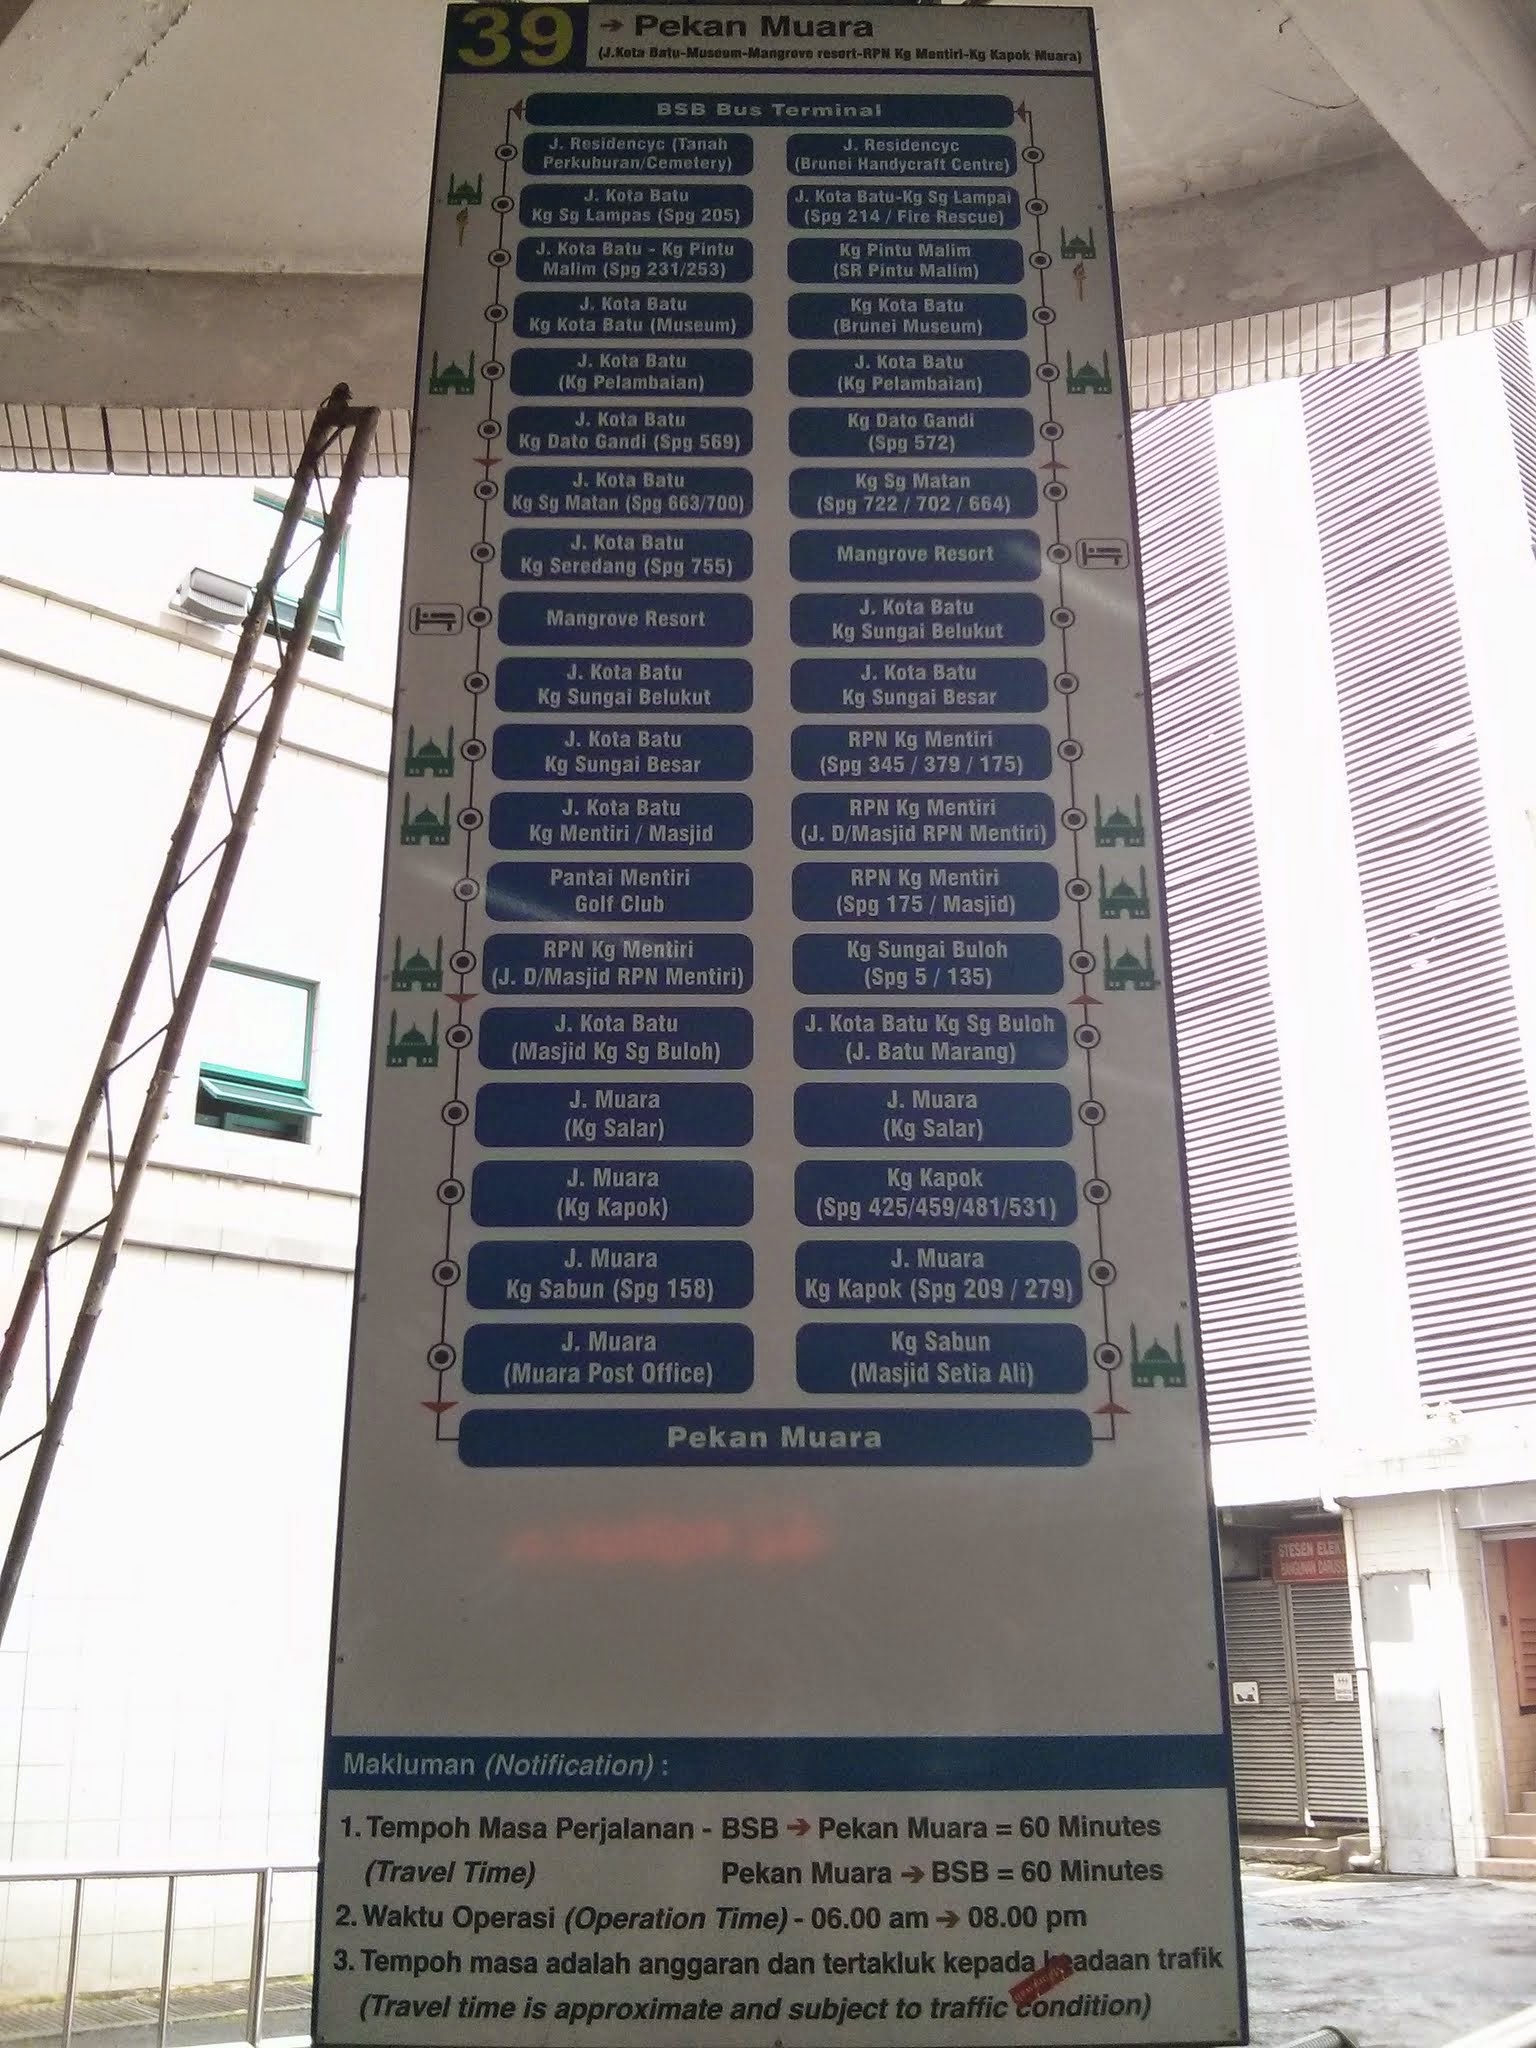 39
→ Pekan Muara
(J.Kota Batu-Museum-Mangrove resort-RPN Kg Mentiri-Kg Kapok Muara)
BSB Bus Terminal
J. Residencyc (Tanah
Perkuburan/Cemetery)
J. Kota Batu
Kg Sg Lampas (Spg 205)
J. Kota Batu - Kg Pintu
Malim (Spg 231/253)
J. Kota Batu
Kg Kota Batu (Museum)
J. Kota Batu
(Kg Pelambaian)
J. Kota Batu
Kg Dato Gandi (Spg 569)
J. Kota Batu
Kg Sg Matan (Spg 663/700)
J. Kota Batu
Kg Seredang (Spg 755)
Mangrove Resort
J. Kota Batu
Kg Sungai Belukut
J. Kota Batu
Kg Sungai Besar
J. Kota Batu
Kg Mentiri / Masjid
Pantai Mentiri
Golf Club
RPN Kg Mentiri
(J. D/Masjid RPN Mentiri)
J. Kota Batu
(Masjid Kg Sg Buloh)
J. Muara
(Kg Salar)
J. Muara
(Kg Kapok)
J. Muara
Kg Sabun (Spg 158)
J. Muara
(Muara Post Office)
J. Residencyc
(Brunei Handycraft Centre)
J. Kota Batu-Kg Sg Lampai
(Spg 214 / Fire Rescue)
Kg Pintu Malim
(SR Pintu Malim)
Kg Kota Batu
(Brunei Museum)
J. Kota Batu
(Kg Pelambaian)
Kg Dato Gandi
(Spg 572)
Kg Sg Matan
(Spg 722 / 702 / 664)
Mangrove Resort
J. Kota Batu
Kg Sungai Belukut
J. Kota Batu
Kg Sungai Besar
RPN Kg Mentiri
(Spg 345 / 379 / 175)
RPN Kg Mentiri
(J. D/Masjid RPN Mentiri)
RPN Kg Mentiri
(Spg 175 / Masjid)
Kg Sungai Buloh
(Spg 5 / 135)
J. Kota Batu Kg Sg Buloh
(J. Batu Marang)
J. Muara
(Kg Salar)
Kg Kapok
(Spg 425/459/481/531)
J. Muara
Kg Kapok (Spg 209 / 279)
Kg Sabun
(Masjid Setia Ali)
Pekan Muara
STESEN ELEK
BANGUNAN DARUSS
Makluman (Notification) :
1. Tempoh Masa Perjalanan - BSB → Pekan Muara = 60 Minutes
(Travel Time) Pekan Muara → BSB = 60 Minutes
2. Waktu Operasi (Operation Time) - 06.00 am → 08.00 pm
3. Tempoh masa adalah anggaran dan tertakluk kepada keadaan trafik
(Travel time is approximate and subject to traffic condition)